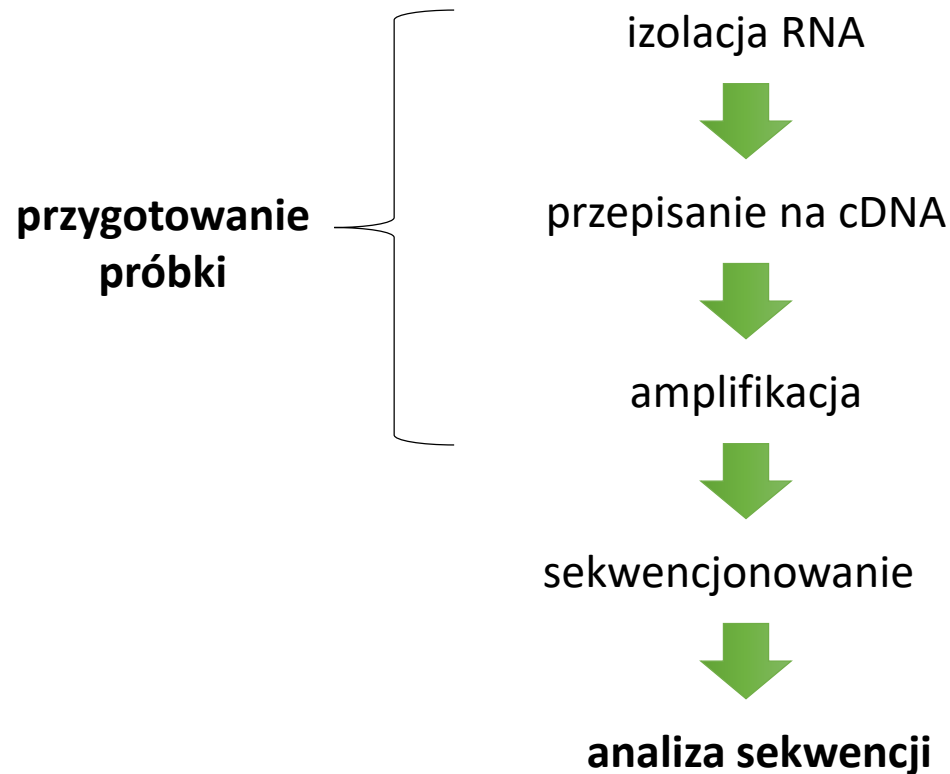 izolacja RNA
przepisanie na cDNA
przygotowanie
próbki
amplifikacja
sekwencjonowanie
analiza sekwencji